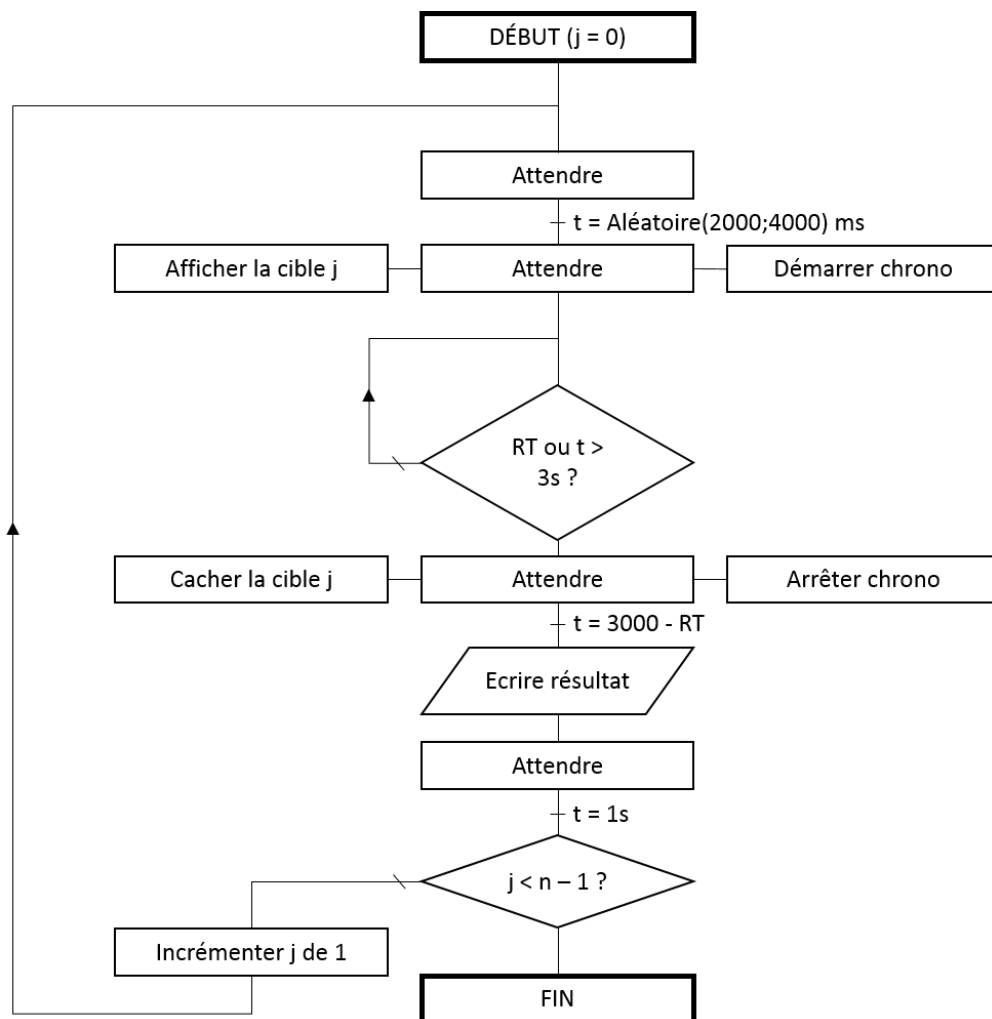 DÉBUT (j = 0)
Attendre
t = Aléatoire(2000;4000) ms
Afficher la cible j
Attendre
Démarrer chrono
RT ou t >
3s ?
Cacher la cible j
Attendre
Arrêter chrono
t = 3000 - RT
Ecrire résultat
Attendre
t = 1s
j < n – 1 ?
Incrémenter j de 1
FIN